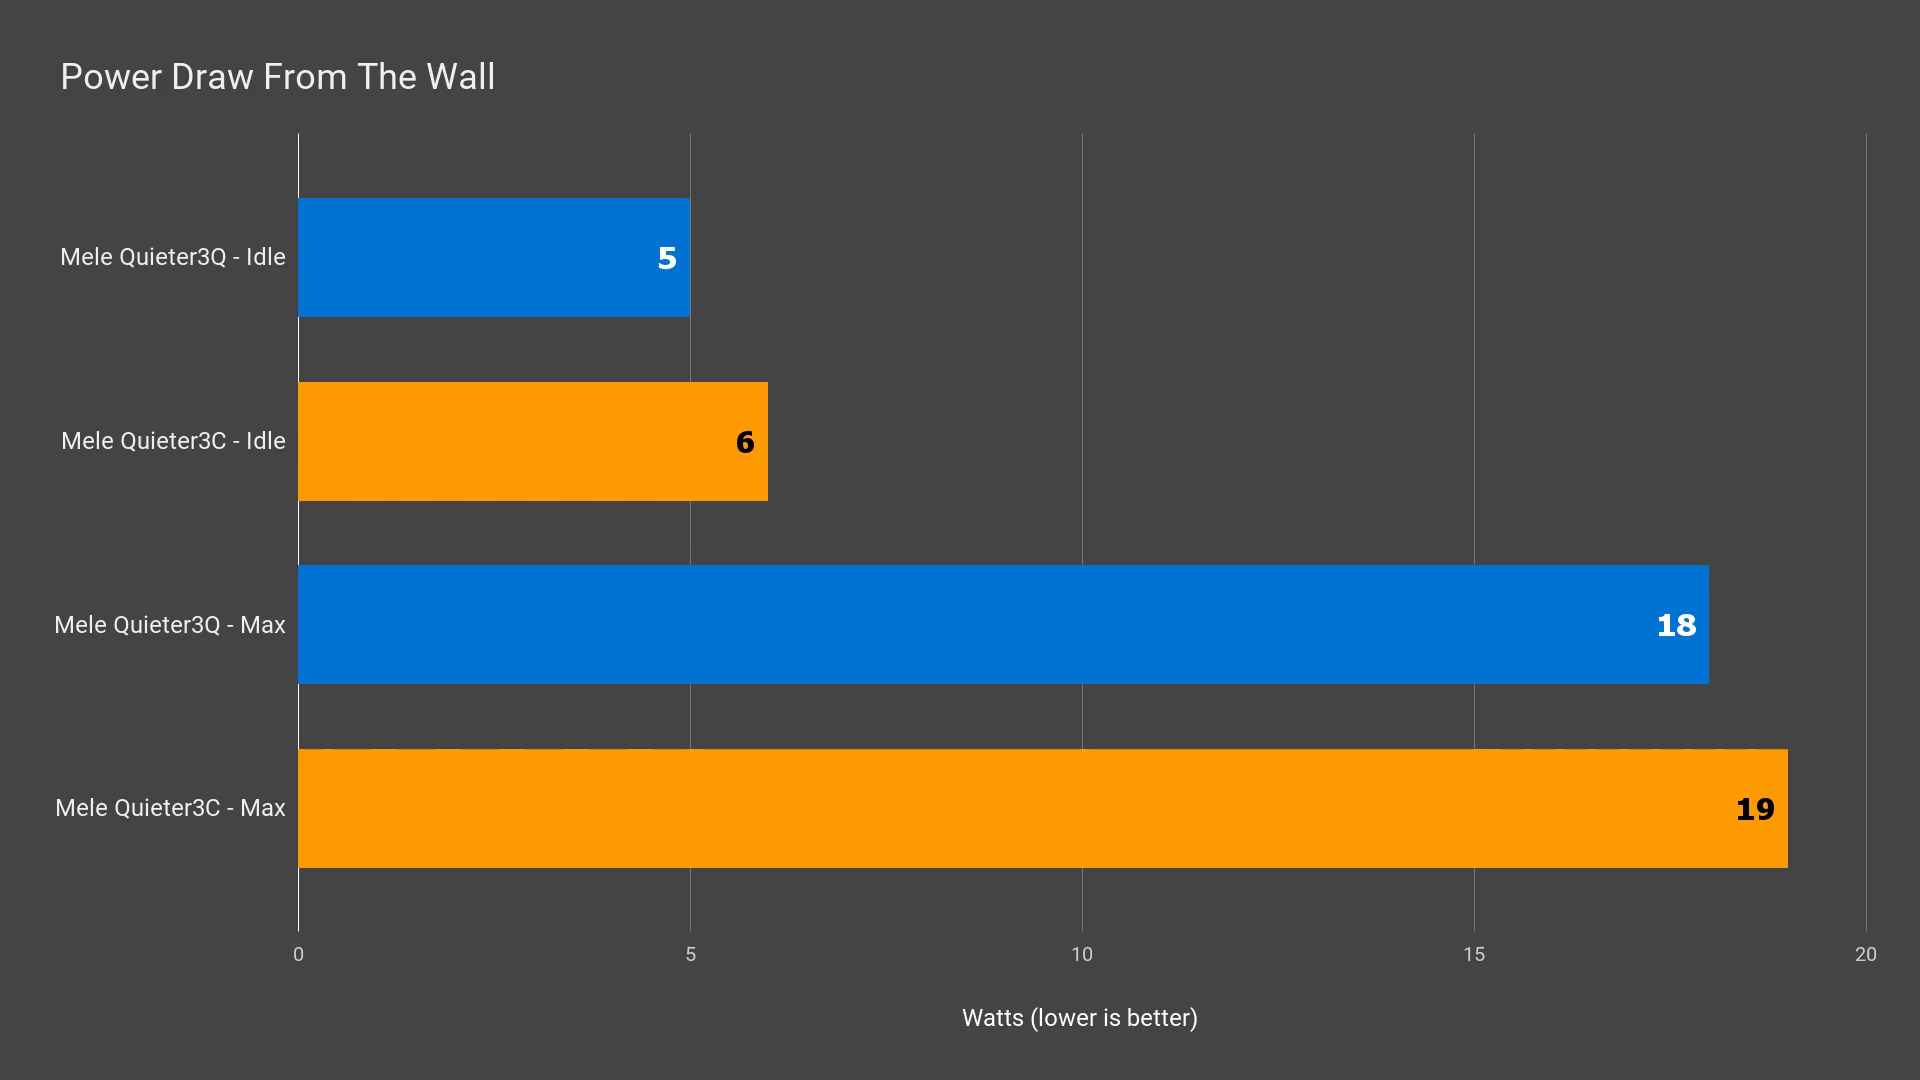 Power Draw From The Wall
Mele Quieter3Q - Idle
5
Mele Quieter3C - Idle
6
Mele Quieter3Q - Max
18
Mele Quieter3C - Max
19
0 5 10 15 20
Watts (lower is better)